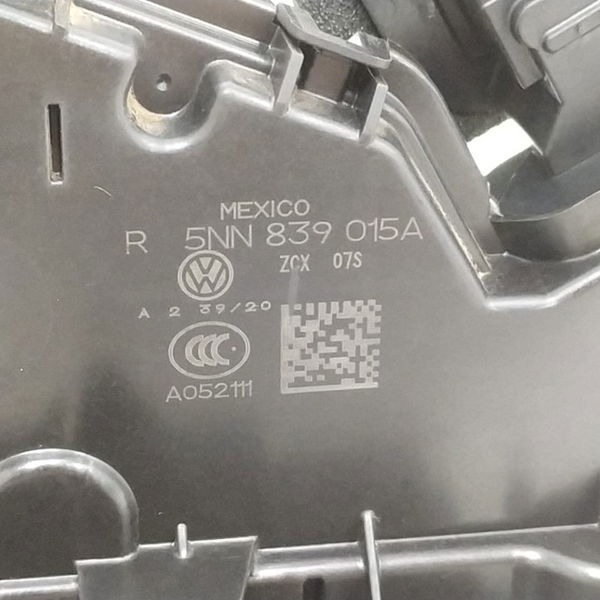 MEXICO
R 5NN 839 015A
ZCX 07S
A 2 39/20
A052111